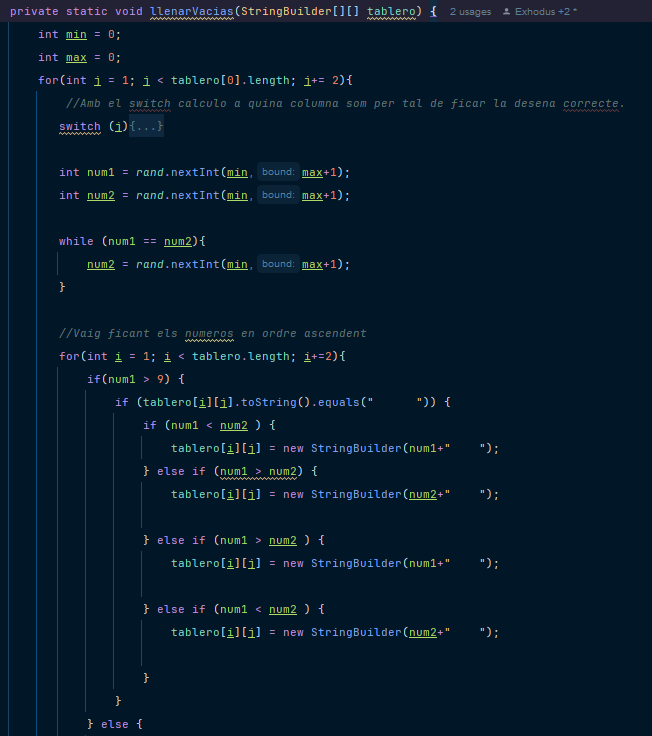 private static void llenarVacias(StringBuilder[][] tablero) { 2 usages Exhodus +2 *
int min = 0;
int max = 0;
for(int j = 1; j < tablero[0].length; j+= 2){
//Amb el switch calculo a quina columna som per tal de ficar la desena correcte.
switch (j){...}
int num1 = rand.nextInt(min, bound: max+1);
int num2 = rand.nextInt(min, bound: max+1);
while (num1 == num2){
num2 = rand.nextInt(min, bound: max+1);
}
//Vaig ficant els numeros en ordre ascendent
for(int i = 1; i < tablero.length; i+=2){
if(num1 > 9) {
if (tablero[i][j].toString().equals("      ")) {
if (num1 < num2 ) {
tablero[i][j] = new StringBuilder(num1+"    ");
} else if (num1 > num2) {
tablero[i][j] = new StringBuilder(num2+"    ");
} else if (num1 > num2 ) {
tablero[i][j] = new StringBuilder(num1+"    ");
} else if (num1 < num2 ) {
tablero[i][j] = new StringBuilder(num2+"    ");
}
}
} else {